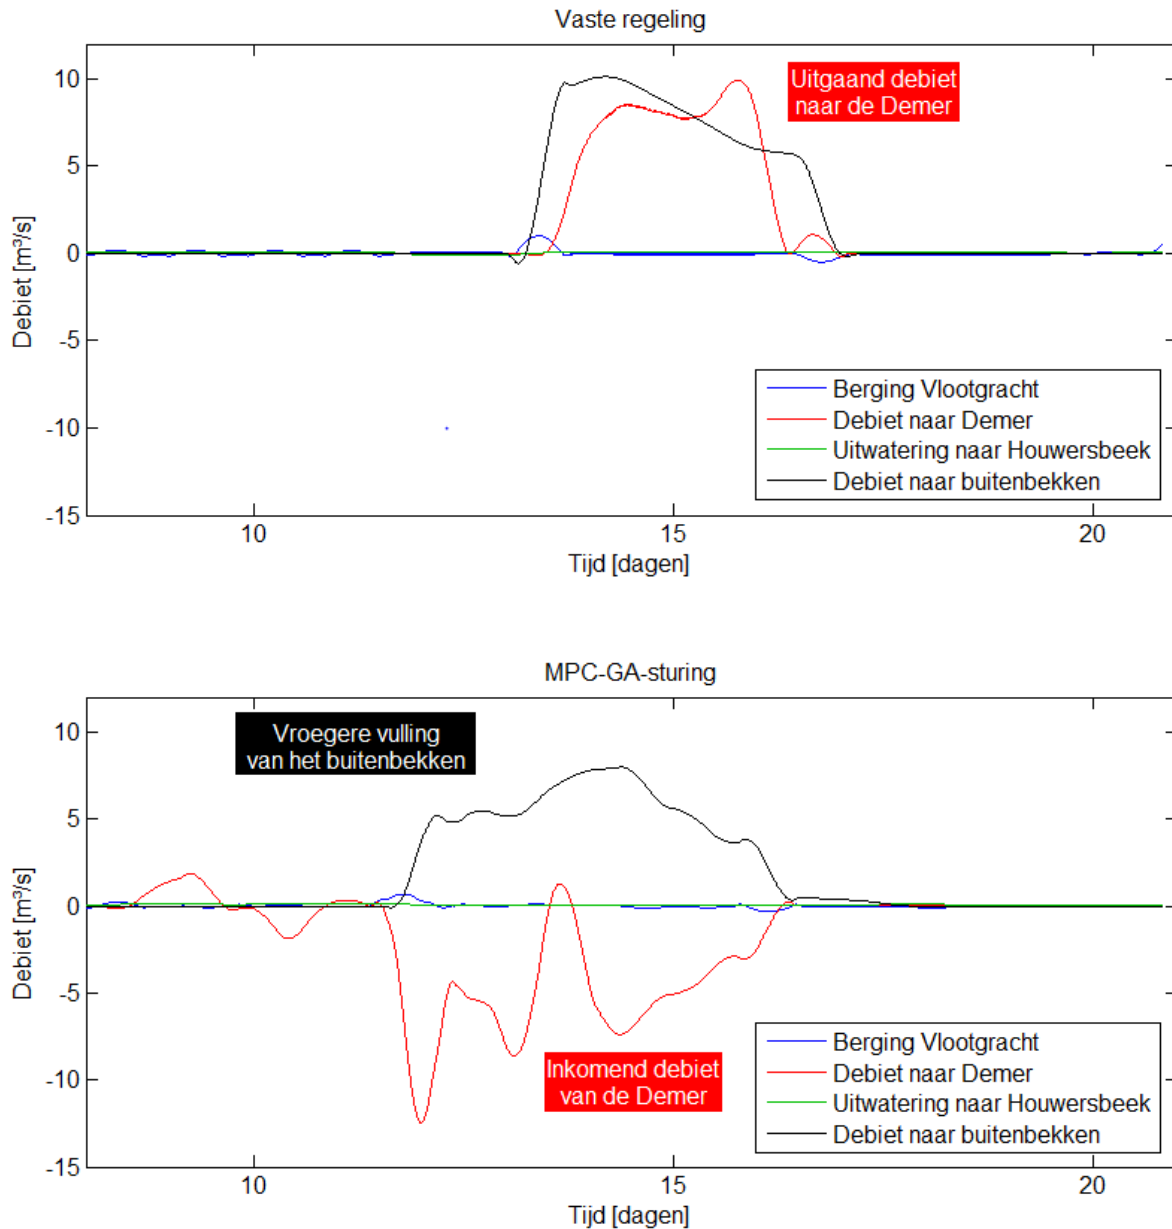 Vaste regeling
Uitgaand debiet
naar de Demer
10
5
0
-5
-10
-15
Debiet [m³/s]
Berging Vlootgracht
Debiet naar Demer
Uitwatering naar Houwersbeek
Debiet naar buitenbekken
10
15
20
Tijd [dagen]
MPC-GA-sturing
Vroegere vulling
van het buitenbekken
10
5
0
-5
-10
-15
Debiet [m³/s]
Inkomend debiet
van de Demer
Berging Vlootgracht
Debiet naar Demer
Uitwatering naar Houwersbeek
Debiet naar buitenbekken
10
15
20
Tijd [dagen]